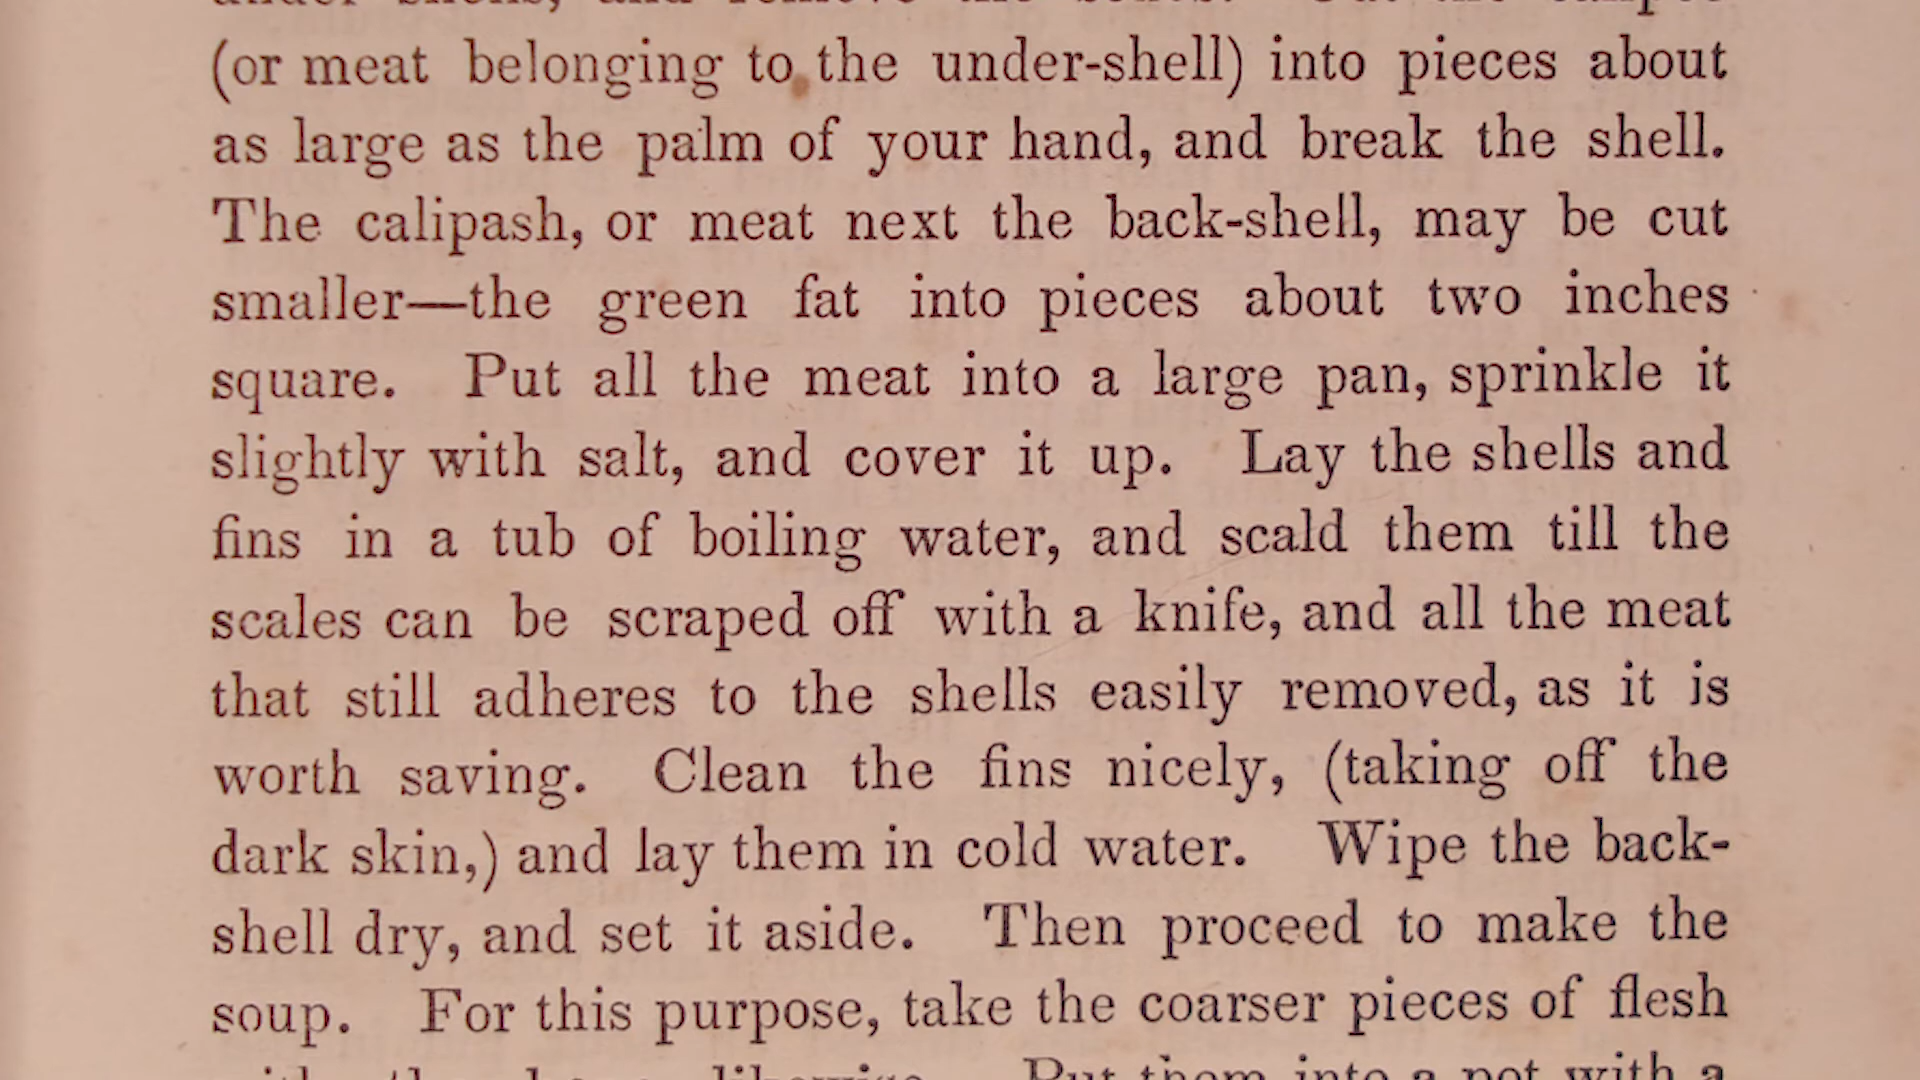 (or meat belonging to the under-shell) into pieces about
as large as the palm of your hand, and break the shell.
The calipash, or meat next the back-shell, may be cut
smaller—the green fat into pieces about two inches
square. Put all the meat into a large pan, sprinkle it
slightly with salt, and cover it up. Lay the shells and
fins in a tub of boiling water, and scald them till the
scales can be scraped off with a knife, and all the meat
that still adheres to the shells easily removed, as it is
worth saving. Clean the fins nicely, (taking off the
dark skin,) and lay them in cold water. Wipe the back-
shell dry, and set it aside. Then proceed to make the
soup. For this purpose, take the coarser pieces of flesh
Put them into a pot with a